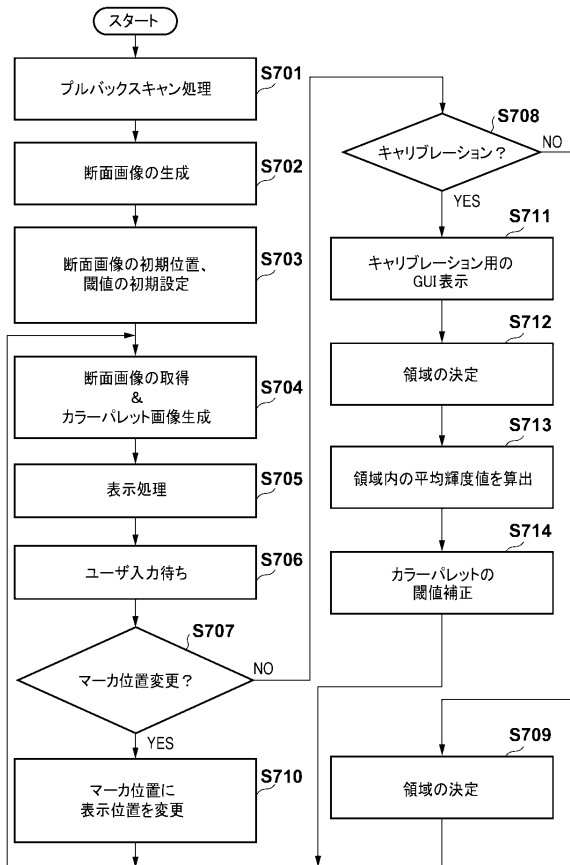 スタート
プルバックスキャン処理
S701
断面画像の生成
S702
断面画像の初期位置、
閾値の初期設定
S703
断面画像の取得
&
カラーパレット画像生成
S704
表示処理
S705
ユーザ入力待ち
S706
マーカ位置変更？
S707
NO
YES
マーカ位置に
表示位置を変更
S710
キャリブレーション？
S708
NO
YES
キャリブレーション用の
GUI表示
S711
領域の決定
S712
領域内の平均輝度値を算出
S713
カラーパレットの
閾値補正
S714
領域の決定
S709